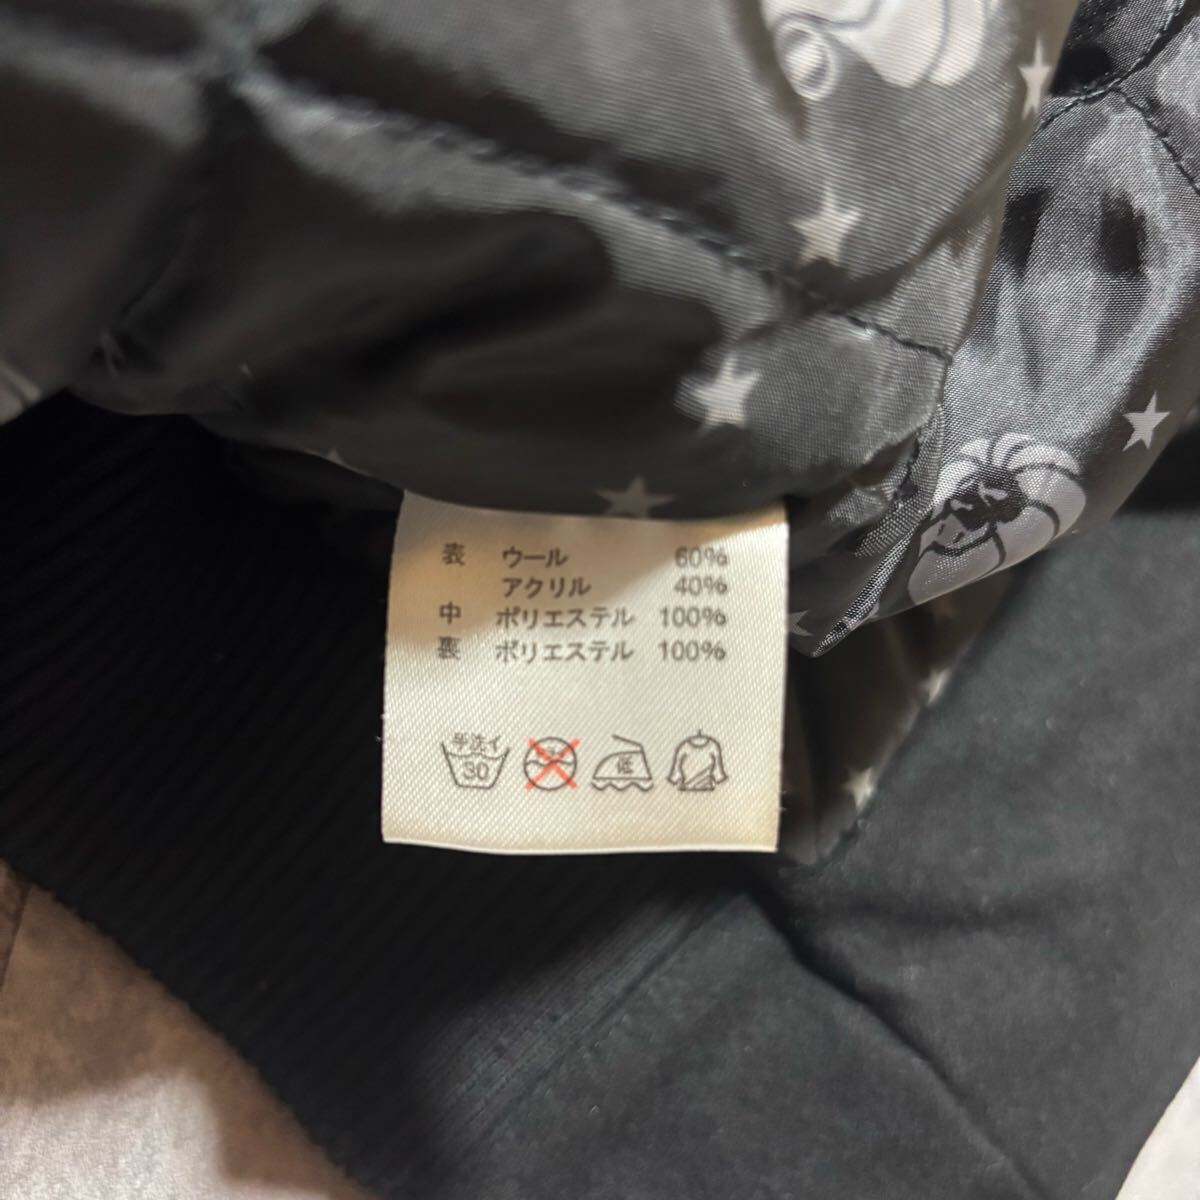 表 ウール 60%
アクリル 40%
中 ポリエステル 100%
裏 ポリエステル 100%
手洗イ 30 低